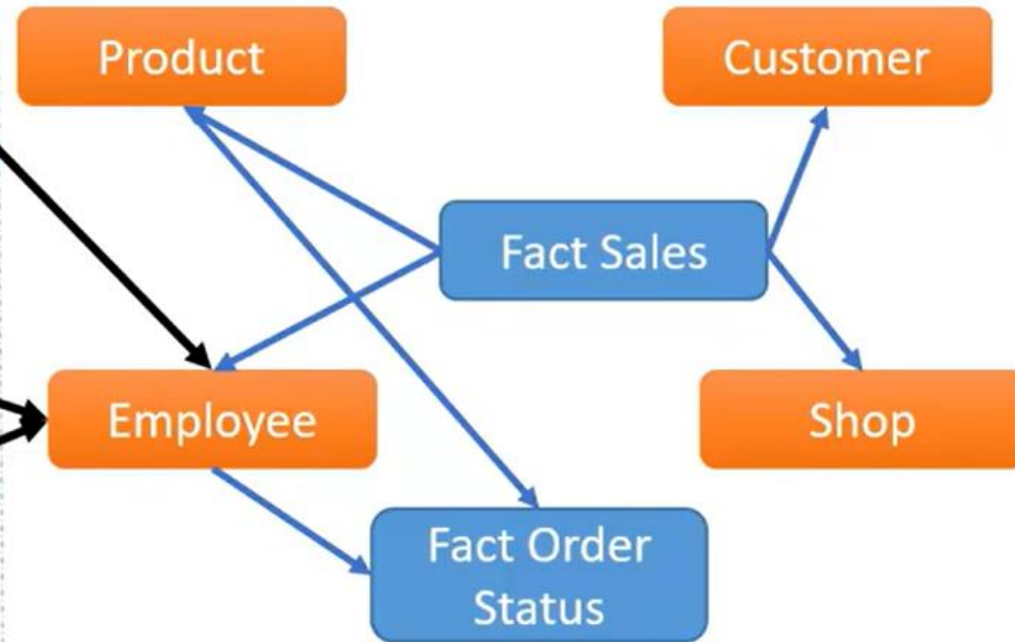 Product
Customer
Fact Sales
Employee
Shop
Fact Order
Status